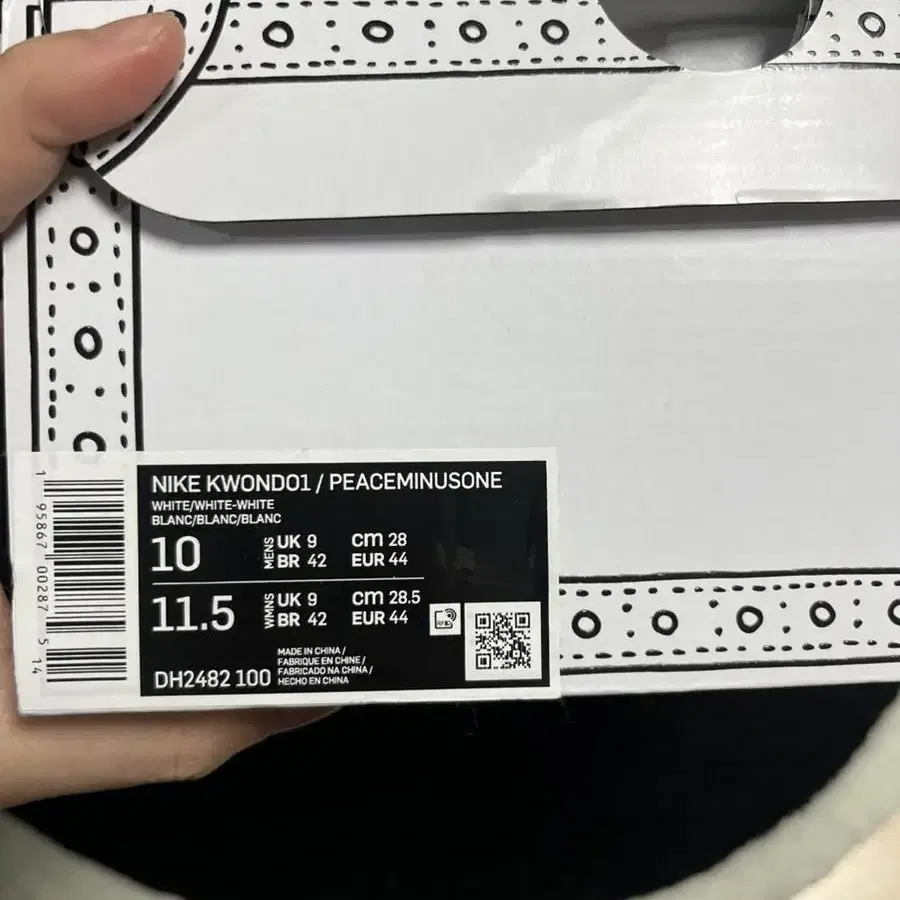 NIKE KWONDO1 / PEACEMINUSONE
WHITE/WHITE-WHITE
BLANC/BLANC/BLANC
10 MENS UK 9 cm 28
BR 42 EUR 44
11.5 WMNS UK 9 cm 28.5
BR 42 EUR 44
DH2482 100
MADE IN CHINA /
FABRIQUE EN CHINE /
FABRICADO NA CHINA /
HECHO EN CHINA
1 95867 00287 5 14